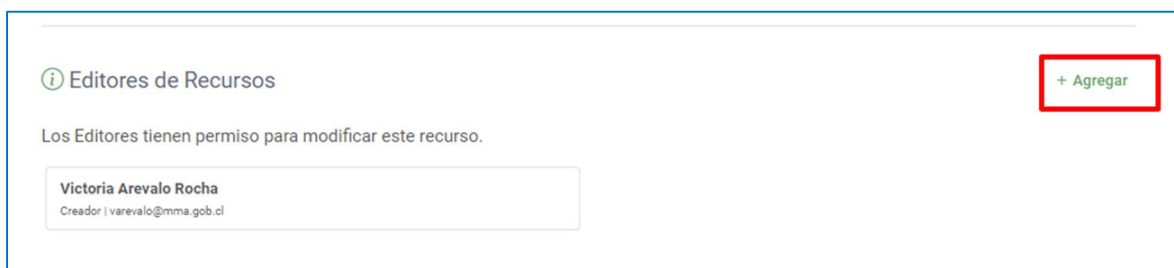 Editores de Recursos
+ Agregar
Los Editores tienen permiso para modificar este recurso.
Victoria Arevalo Rocha
Creador | varevalo@mma.gob.cl